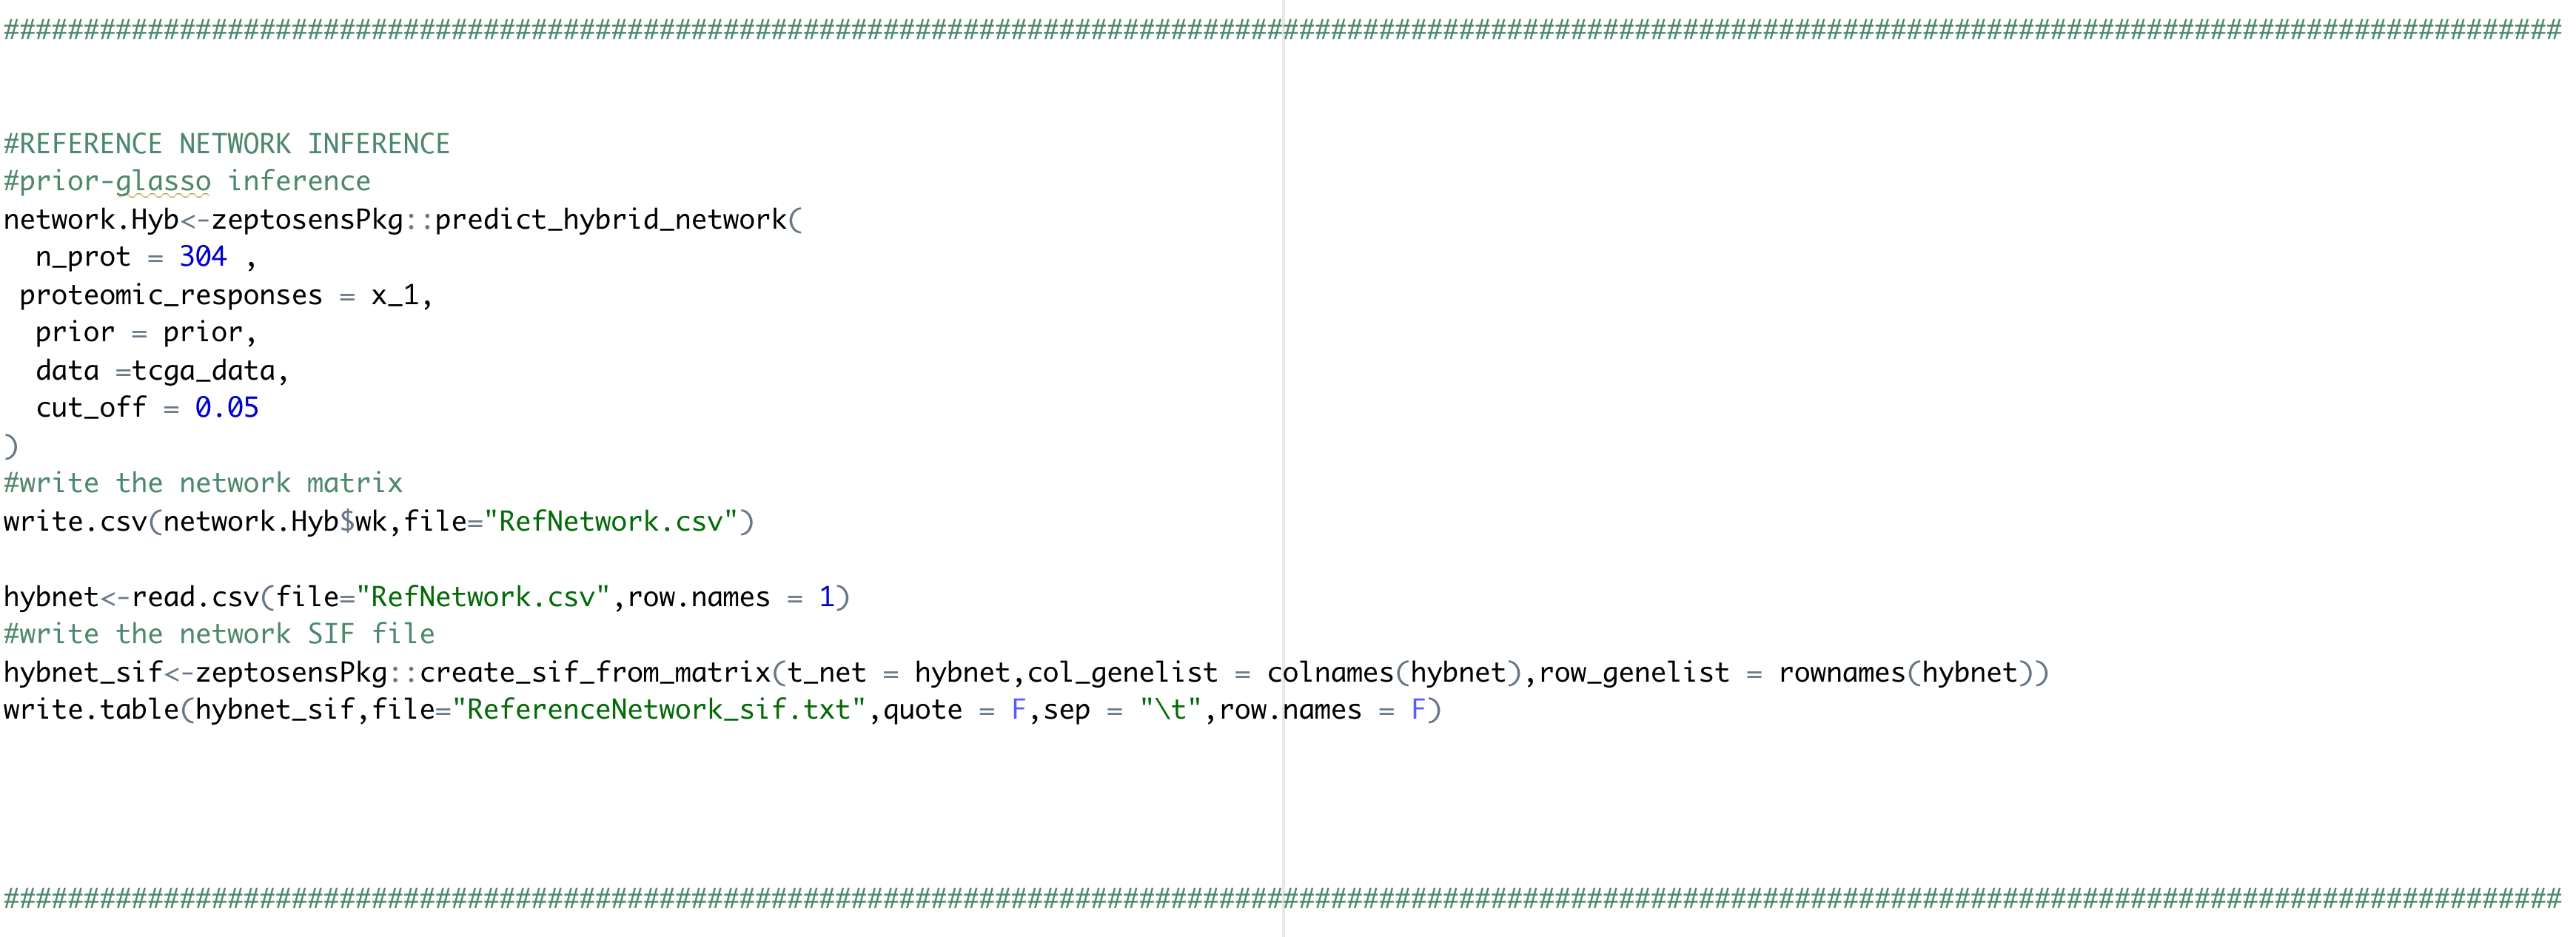 ################################################################################################################################################################
#REFERENCE NETWORK INFERENCE
#prior-glasso inference
network.Hyb<-zeptosensPkg::predict_hybrid_network(
  n_prot = 304 ,
 proteomic_responses = x_1,
  prior = prior,
  data =tcga_data,
  cut_off = 0.05
)
#write the network matrix
write.csv(network.Hyb$wk,file="RefNetwork.csv")
hybnet<-read.csv(file="RefNetwork.csv",row.names = 1)
#write the network SIF file
hybnet_sif<-zeptosensPkg::create_sif_from_matrix(t_net = hybnet,col_genelist = colnames(hybnet),row_genelist = rownames(hybnet))
write.table(hybnet_sif,file="ReferenceNetwork_sif.txt",quote = F,sep = "\t",row.names = F)
################################################################################################################################################################